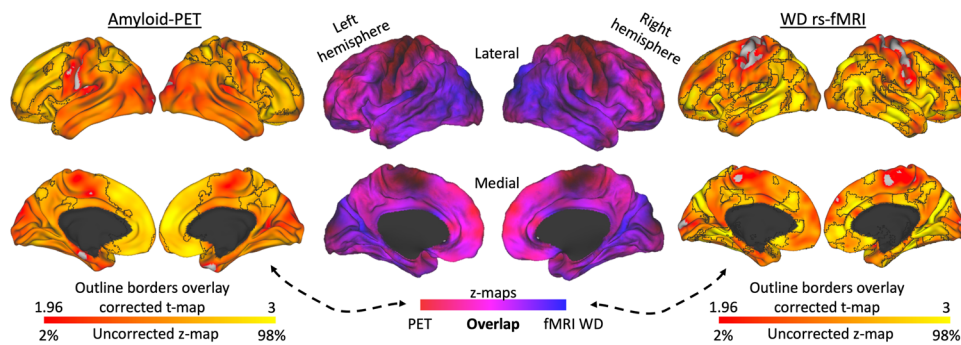 Amyloid-PET
Left
hemisphere
Lateral
Right
hemisphere
WD rs-fMRI
Medial
Outline borders overlay
1.96 corrected t-map 3
2% Uncorrected z-map 98%
z-maps
PET Overlap fMRI WD
Outline borders overlay
1.96 corrected t-map 3
2% Uncorrected z-map 98%